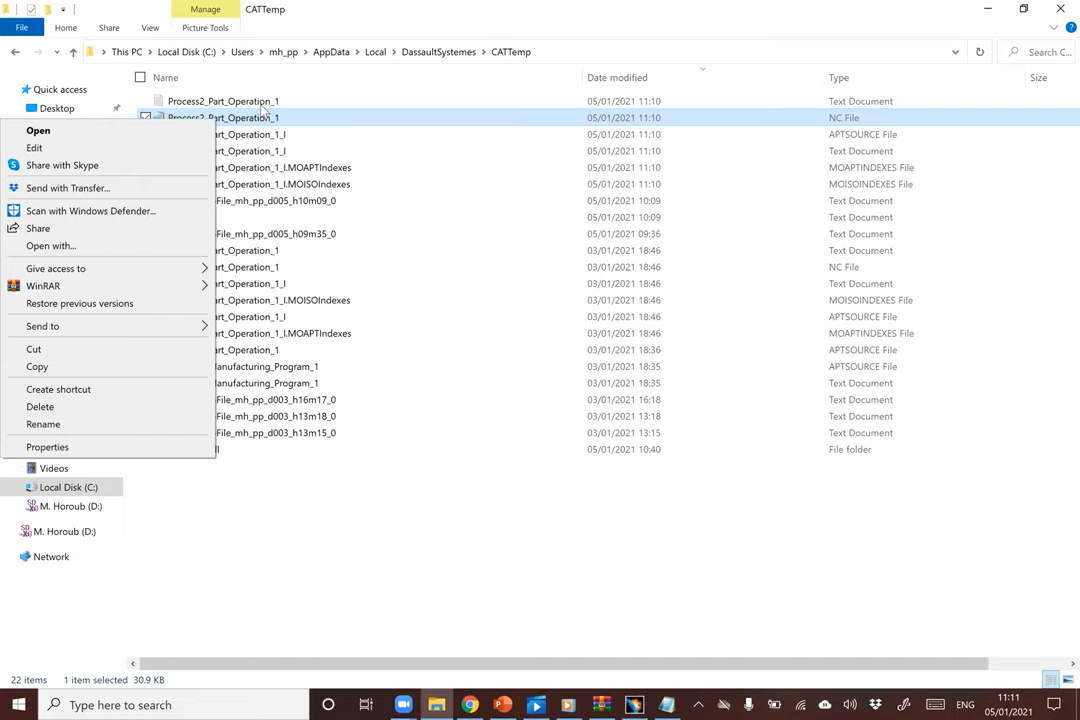 Manage
CATTemp
File
Home
Share
View
Picture Tools
This PC
Local Disk (C:)
Users
mh_pp
AppData
Local
DassaultSystemes
CATTemp
Search C...
Quick access
Desktop
Name
Date modified
Type
Size
Process2_Part_Operation_1 05/01/2021 11:10 Text Document
Process2_Part_Operation_1 05/01/2021 11:10 NC File
art_Operation_1_I 05/01/2021 11:10 APTSOURCE File
art_Operation_1_I 05/01/2021 11:10 Text Document
art_Operation_1_I.MOAPTIndexes 05/01/2021 11:10 MOAPTINDEXES File
art_Operation_1_I.MOISOIndexes 05/01/2021 11:10 MOISOINDEXES File
File_mh_pp_d005_h10m09_0 05/01/2021 10:09 Text Document
05/01/2021 10:09 Text Document
File_mh_pp_d005_h09m35_0 05/01/2021 09:36 Text Document
art_Operation_1 03/01/2021 18:46 Text Document
art_Operation_1 03/01/2021 18:46 NC File
art_Operation_1_I 03/01/2021 18:46 Text Document
art_Operation_1_I.MOISOIndexes 03/01/2021 18:46 MOISOINDEXES File
art_Operation_1_I 03/01/2021 18:46 APTSOURCE File
art_Operation_1_I.MOAPTIndexes 03/01/2021 18:46 MOAPTINDEXES File
art_Operation_1 03/01/2021 18:36 APTSOURCE File
anufacturing_Program_1 03/01/2021 18:35 APTSOURCE File
anufacturing_Program_1 03/01/2021 18:35 Text Document
File_mh_pp_d003_h16m17_0 03/01/2021 16:18 Text Document
File_mh_pp_d003_h13m18_0 03/01/2021 13:18 Text Document
File_mh_pp_d003_h13m15_0 03/01/2021 13:15 Text Document
05/01/2021 10:40 File folder
Open
Edit
Share with Skype
Send with Transfer...
Scan with Windows Defender...
Share
Open with...
Give access to
WinRAR
Restore previous versions
Send to
Cut
Copy
Create shortcut
Delete
Rename
Properties
Videos
Local Disk (C:)
M. Horoub (D:)
M. Horoub (D:)
Network
22 items
1 item selected 30.9 KB
Type here to search
ENG
11:11
05/01/2021